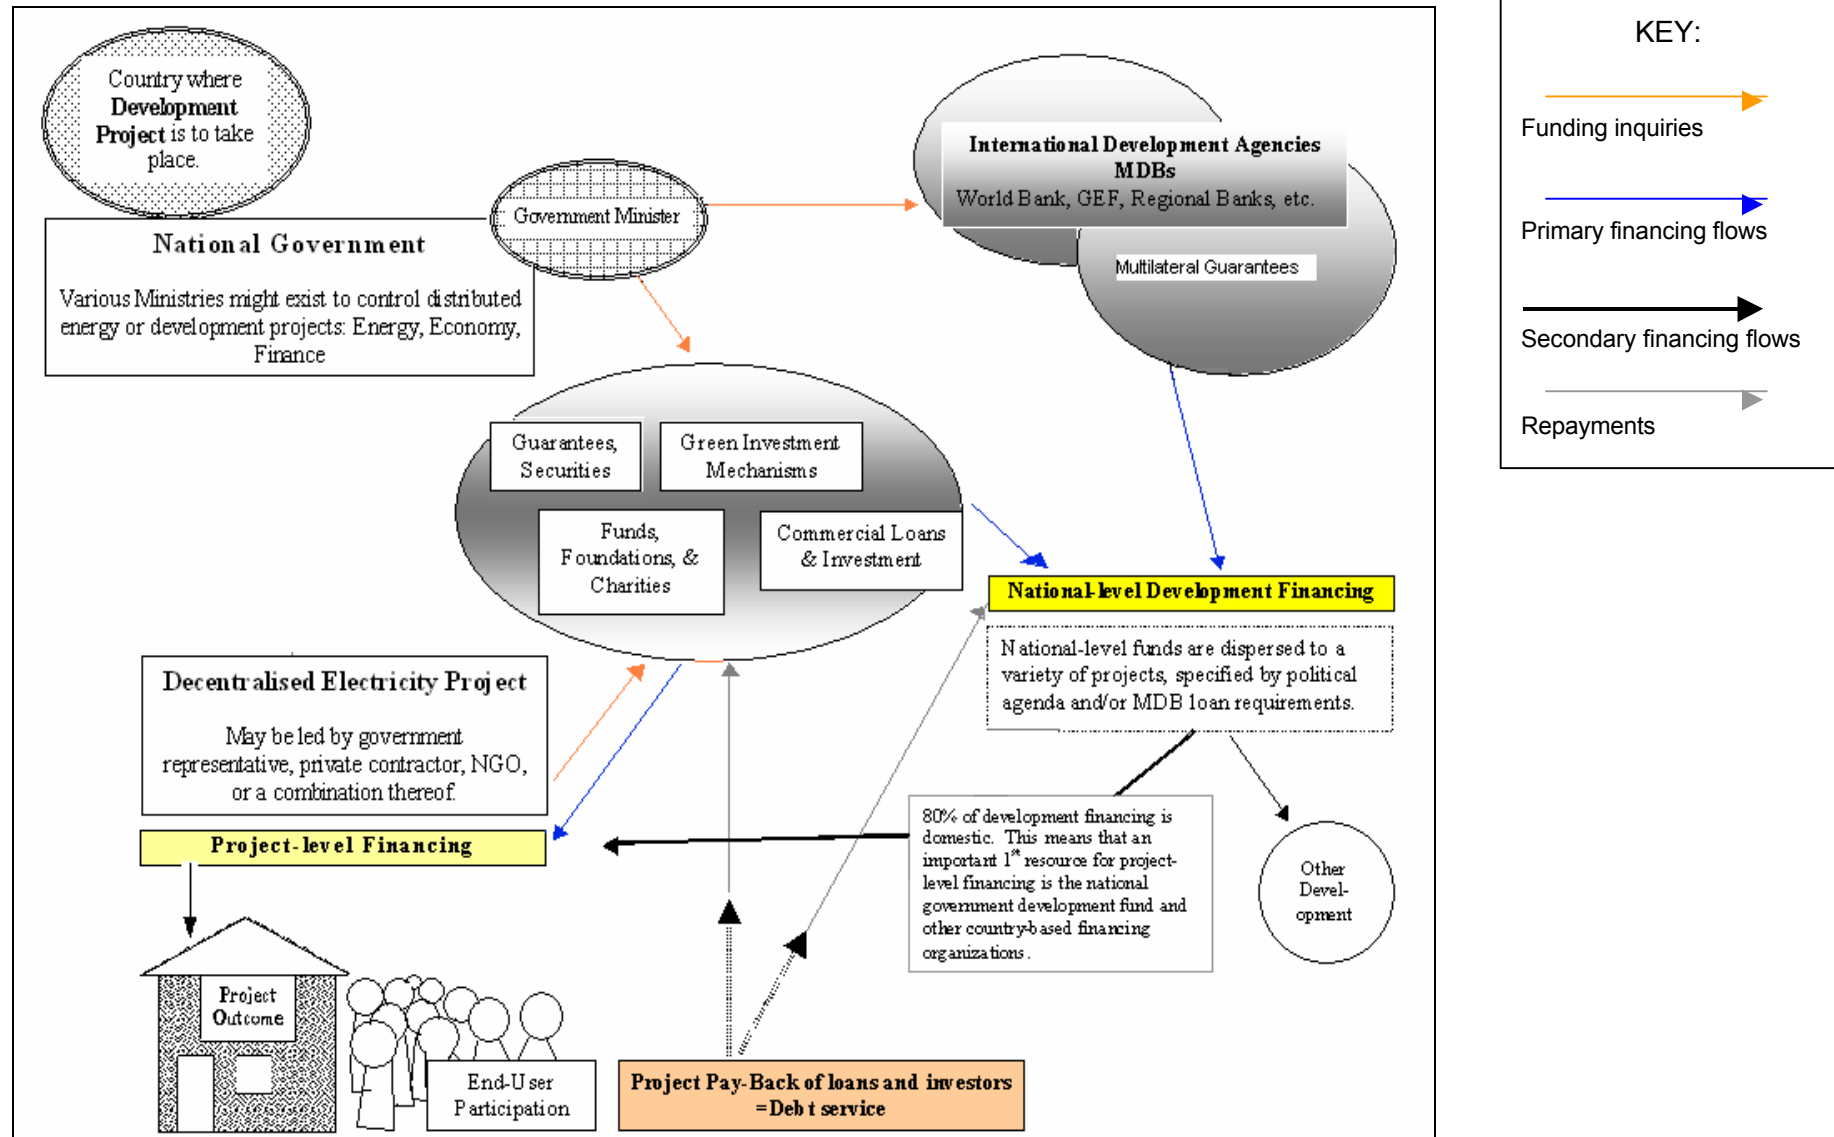 Country where
Development
Project is to take
place.
National Government
Various Ministries might exist to control distributed
energy or development projects: Energy, Economy,
Finance
Government Minister
International Development Agencies
MDBs
World Bank, GEF, Regional Banks, etc.
Multilateral Guarantees
Guarantees,
Securities
Green Investment
Mechanisms
Funds,
Foundations, &
Charities
Commercial Loans
& Investment
National-level Development Financing
National-level funds are dispersed to a
variety of projects, specified by political
agenda and/or MDB loan requirements.
Decentralised Electricity Project
May be led by government
representative, private contractor, NGO,
or a combination thereof.
Project-level Financing
80% of development financing is
domestic. This means that an
important 1st resource for project-
level financing is the national
government development fund and
other country-based financing
organizations.
Other
Devel-
opment
Project
Outcome
End-User
Participation
Project Pay-Back of loans and investors
=Debt service
KEY:
Funding inquiries
Primary financing flows
Secondary financing flows
Repayments